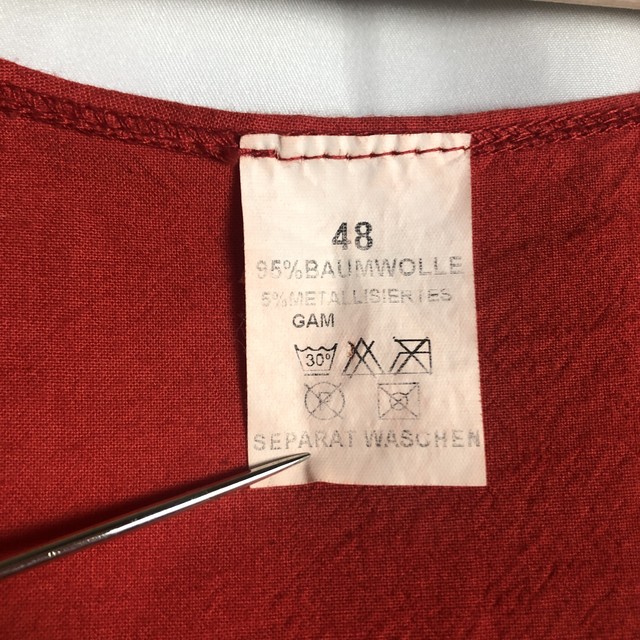 48
95%BAUMWOLLE
5%METALLISIERTES
GAM
30°
P
SEPARAT WASCHEN